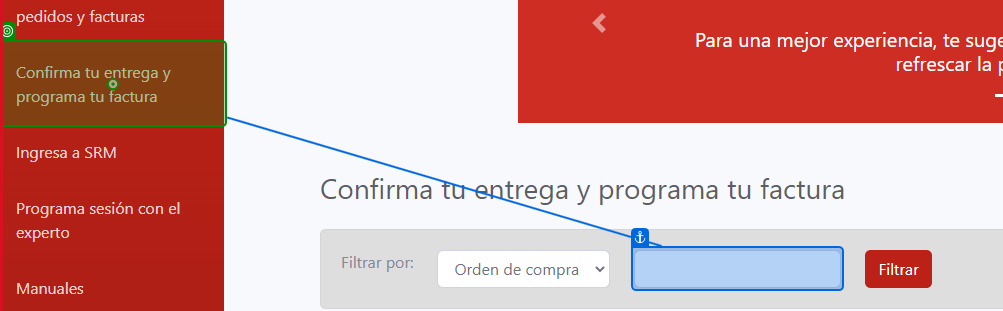 pedidos y facturas
Confirma tu entrega y
programa tu factura
Ingresa a SRM
Programa sesión con el
experto
Manuales
Para una mejor experiencia, te suge
refrescar la p
Confirma tu entrega y programa tu factura
Filtrar por:
Orden de compra
Filtrar